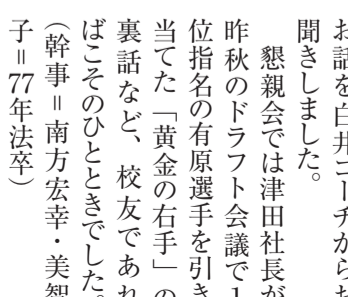 お話を白井コーチからお
聞きしました。
懇親会では津田社長が
昨秋のドラフト会議で1
位指名の有原選手を引き
当てた「黄金の右手」の
裏話など、校友であれ
ばこそのひとときでした。
（幹事＝南方宏幸・美智
子＝77年法卒）